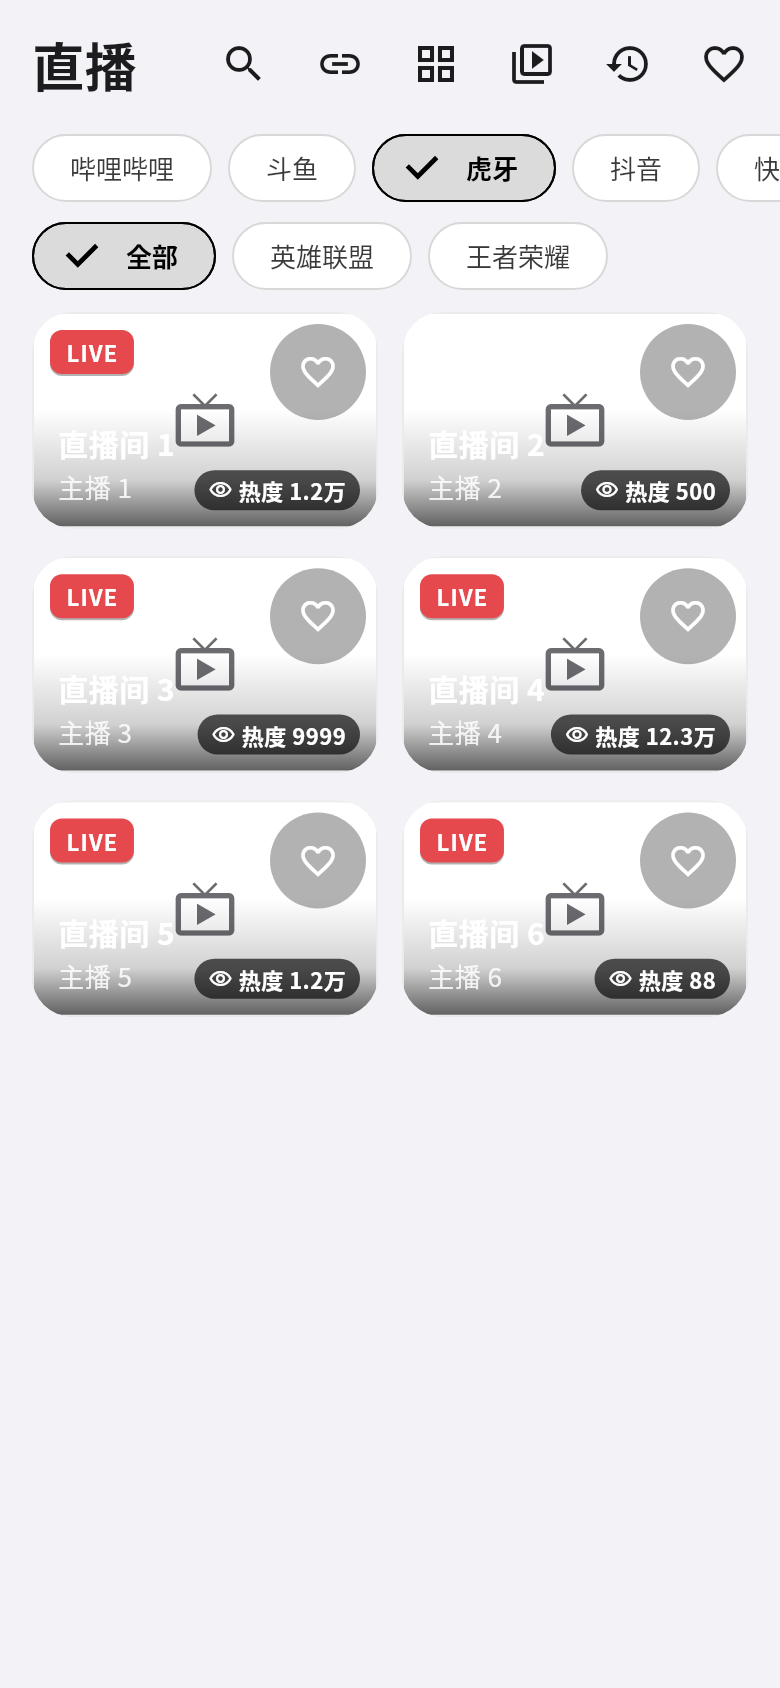 直播
哔哩哔哩 斗鱼 虎牙 抖音 快
全部 英雄联盟 王者荣耀
LIVE
直播间 1
主播 1
热度 1.2万
直播间 2
主播 2
热度 500
LIVE
直播间 3
主播 3
热度 9999
LIVE
直播间 4
主播 4
热度 12.3万
LIVE
直播间 5
主播 5
热度 1.2万
LIVE
直播间 6
主播 6
热度 88